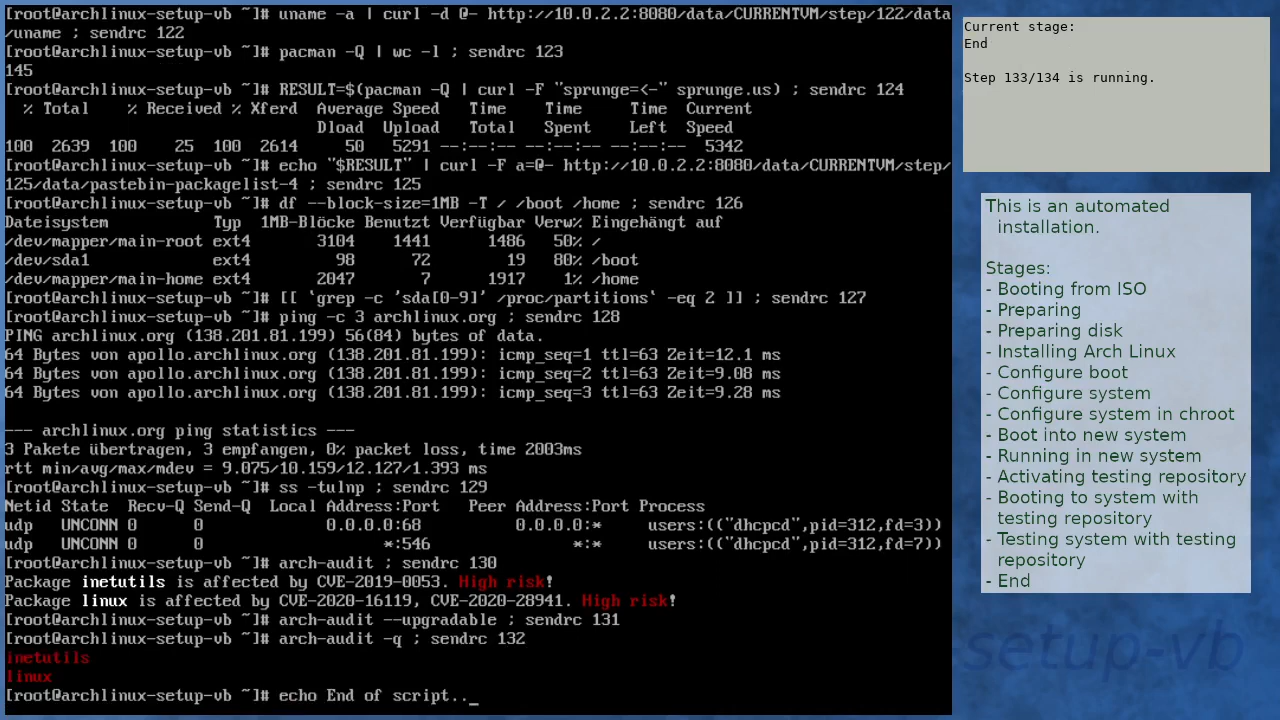 [root@archlinux-setup-vb ~]# uname -a | curl -d @- http://10.0.2.2:8080/data/CURRENTVM/step/122/data
/uname ; sendrc 122
[root@archlinux-setup-vb ~]# pacman -Q | wc -l ; sendrc 123
145
[root@archlinux-setup-vb ~]# RESULT=$(pacman -Q | curl -F "sprunge=<-" sprunge.us) ; sendrc 124
  % Total    % Received % Xferd  Average Speed   Time    Time     Time  Current
                                 Dload  Upload   Total   Spent    Left  Speed
100  2639  100    25  100  2614     50   5291 --:--:-- --:--:-- --:--:--  5342
[root@archlinux-setup-vb ~]# echo "$RESULT" | curl -F a=@- http://10.0.2.2:8080/data/CURRENTVM/step/
125/data/pastebin-packagelist-4 ; sendrc 125
[root@archlinux-setup-vb ~]# df --block-size=1MB -T / /boot /home ; sendrc 126
Dateisystem           Typ  1MB-Blöcke Benutzt Verfügbar Verw% Eingehängt auf
/dev/mapper/main-root ext4       3104    1441      1486   50% /
/dev/sda1             ext4         98      72        19   80% /boot
/dev/mapper/main-home ext4       2047       7      1917    1% /home
[root@archlinux-setup-vb ~]# [[ `grep -c 'sda[0-9]' /proc/partitions` -eq 2 ]] ; sendrc 127
[root@archlinux-setup-vb ~]# ping -c 3 archlinux.org ; sendrc 128
PING archlinux.org (138.201.81.199) 56(84) bytes of data.
64 Bytes von apollo.archlinux.org (138.201.81.199): icmp_seq=1 ttl=63 Zeit=12.1 ms
64 Bytes von apollo.archlinux.org (138.201.81.199): icmp_seq=2 ttl=63 Zeit=9.08 ms
64 Bytes von apollo.archlinux.org (138.201.81.199): icmp_seq=3 ttl=63 Zeit=9.28 ms

--- archlinux.org ping statistics ---
3 Pakete übertragen, 3 empfangen, 0% packet loss, time 2003ms
rtt min/avg/max/mdev = 9.075/10.159/12.127/1.393 ms
[root@archlinux-setup-vb ~]# ss -tulnp ; sendrc 129
Netid State  Recv-Q Send-Q  Local Address:Port   Peer Address:Port Process
udp   UNCONN 0      0             0.0.0.0:68          0.0.0.0:*     users:(("dhcpcd",pid=312,fd=3))
udp   UNCONN 0      0                   *:546               *:*     users:(("dhcpcd",pid=312,fd=7))
[root@archlinux-setup-vb ~]# arch-audit ; sendrc 130
Package inetutils is affected by CVE-2019-0053. High risk!
Package linux is affected by CVE-2020-16119, CVE-2020-28941. High risk!
[root@archlinux-setup-vb ~]# arch-audit --upgradable ; sendrc 131
[root@archlinux-setup-vb ~]# arch-audit -q ; sendrc 132
inetutils
linux
[root@archlinux-setup-vb ~]# echo End of script.._
Current stage:
End

Step 133/134 is running.
This is an automated
installation.

Stages:
- Booting from ISO
- Preparing
- Preparing disk
- Installing Arch Linux
- Configure boot
- Configure system
- Configure system in chroot
- Boot into new system
- Running in new system
- Activating testing repository
- Booting to system with
testing repository
- Testing system with testing
repository
- End
setup-vb